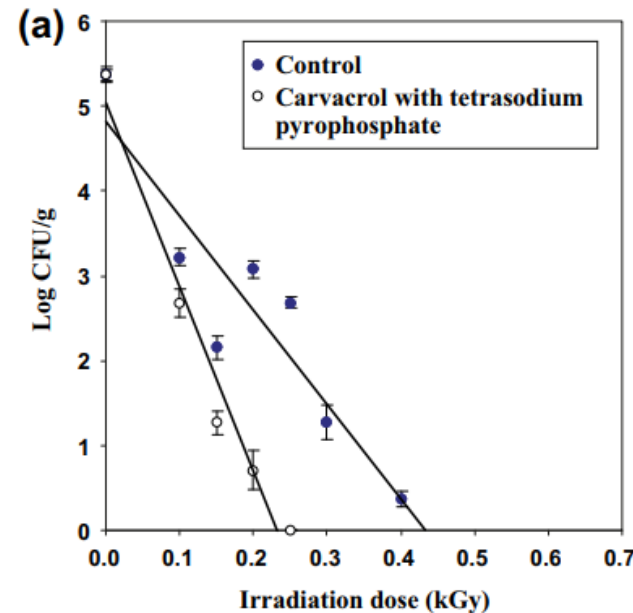 (a)
6
5
4
3
2
1
0
Log CFU/g
Control
Carvacrol with tetrasodium
pyrophosphate
0.0 0.1 0.2 0.3 0.4 0.5 0.6 0.7
Irradiation dose (kGy)